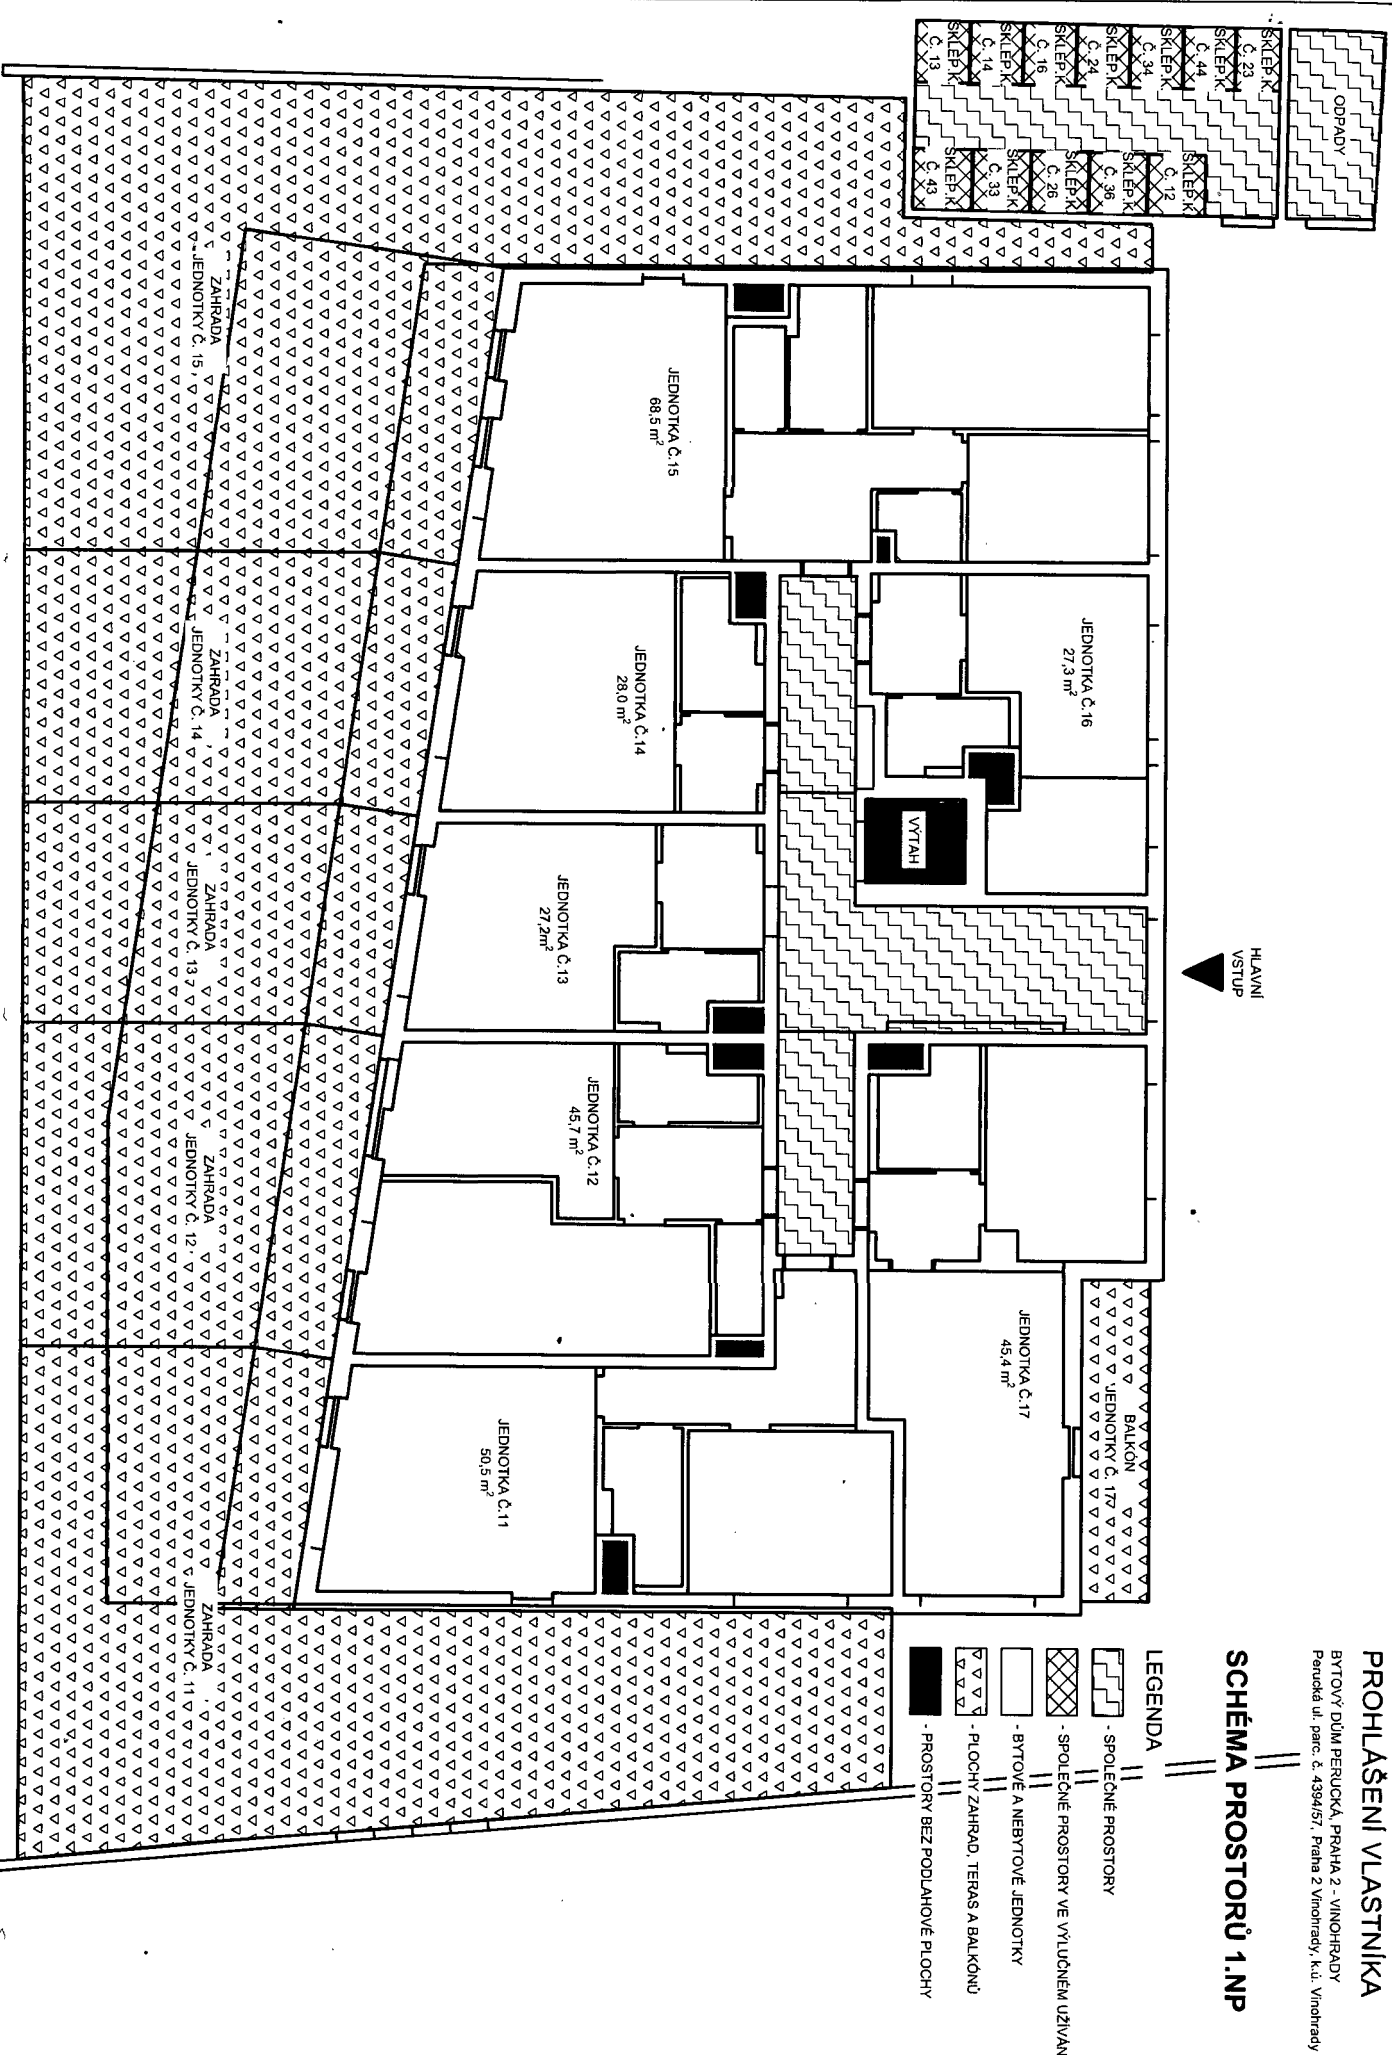 PROHLÁŠENÍ VLASTNÍKA
BYTOVÝ DŮM PERUCKÁ, PRAHA 2 - VINOHRADY
Perucká ul. parc. č. 4394/57, Praha 2 Vinohrady, k.ú. Vinohrady
SCHÉMA PROSTORŮ 1.NP
LEGENDA
- SPOLEČNÉ PROSTORY
- SPOLEČNÉ PROSTORY VE VÝLUČNÉM UŽÍVÁN
- BYTOVÉ A NEBYTOVÉ JEDNOTKY
- PLOCHY ZAHRAD, TERAS A BALKÓNŮ
- PROSTORY BEZ PODLAHOVÉ PLOCHY
ODPADY
SKLEP.K.
Č. 23
SKLEP.K.
Č. 44
SKLEP.K.
Č. 34
SKLEP.K.
Č. 24
SKLEP.K.
Č. 16
SKLEP.K.
Č. 14
SKLEP.K.
Č. 13
SKLEP.K
Č. 12
SKLEP.K
Č. 36
SKLEP.K
Č. 26
SKLEP.K
Č. 33
SKLEP.K
Č. 43
HLAVNÍ
VSTUP
BALKÓN
JEDNOTKY Č. 17
JEDNOTKA Č.16
27,3 m²
VÝTAH
JEDNOTKA Č.17
45,4 m²
JEDNOTKA Č.15
68,5 m²
JEDNOTKA Č.14
28,0 m²
JEDNOTKA Č.13
27,2m²
JEDNOTKA Č.12
45,7 m²
JEDNOTKA Č.11
50,5 m²
ZAHRADA
JEDNOTKY Č. 15
ZAHRADA
JEDNOTKY Č. 14
ZAHRADA
JEDNOTKY Č. 13
ZAHRADA
JEDNOTKY Č. 12
ZAHRADA
JEDNOTKY Č. 11